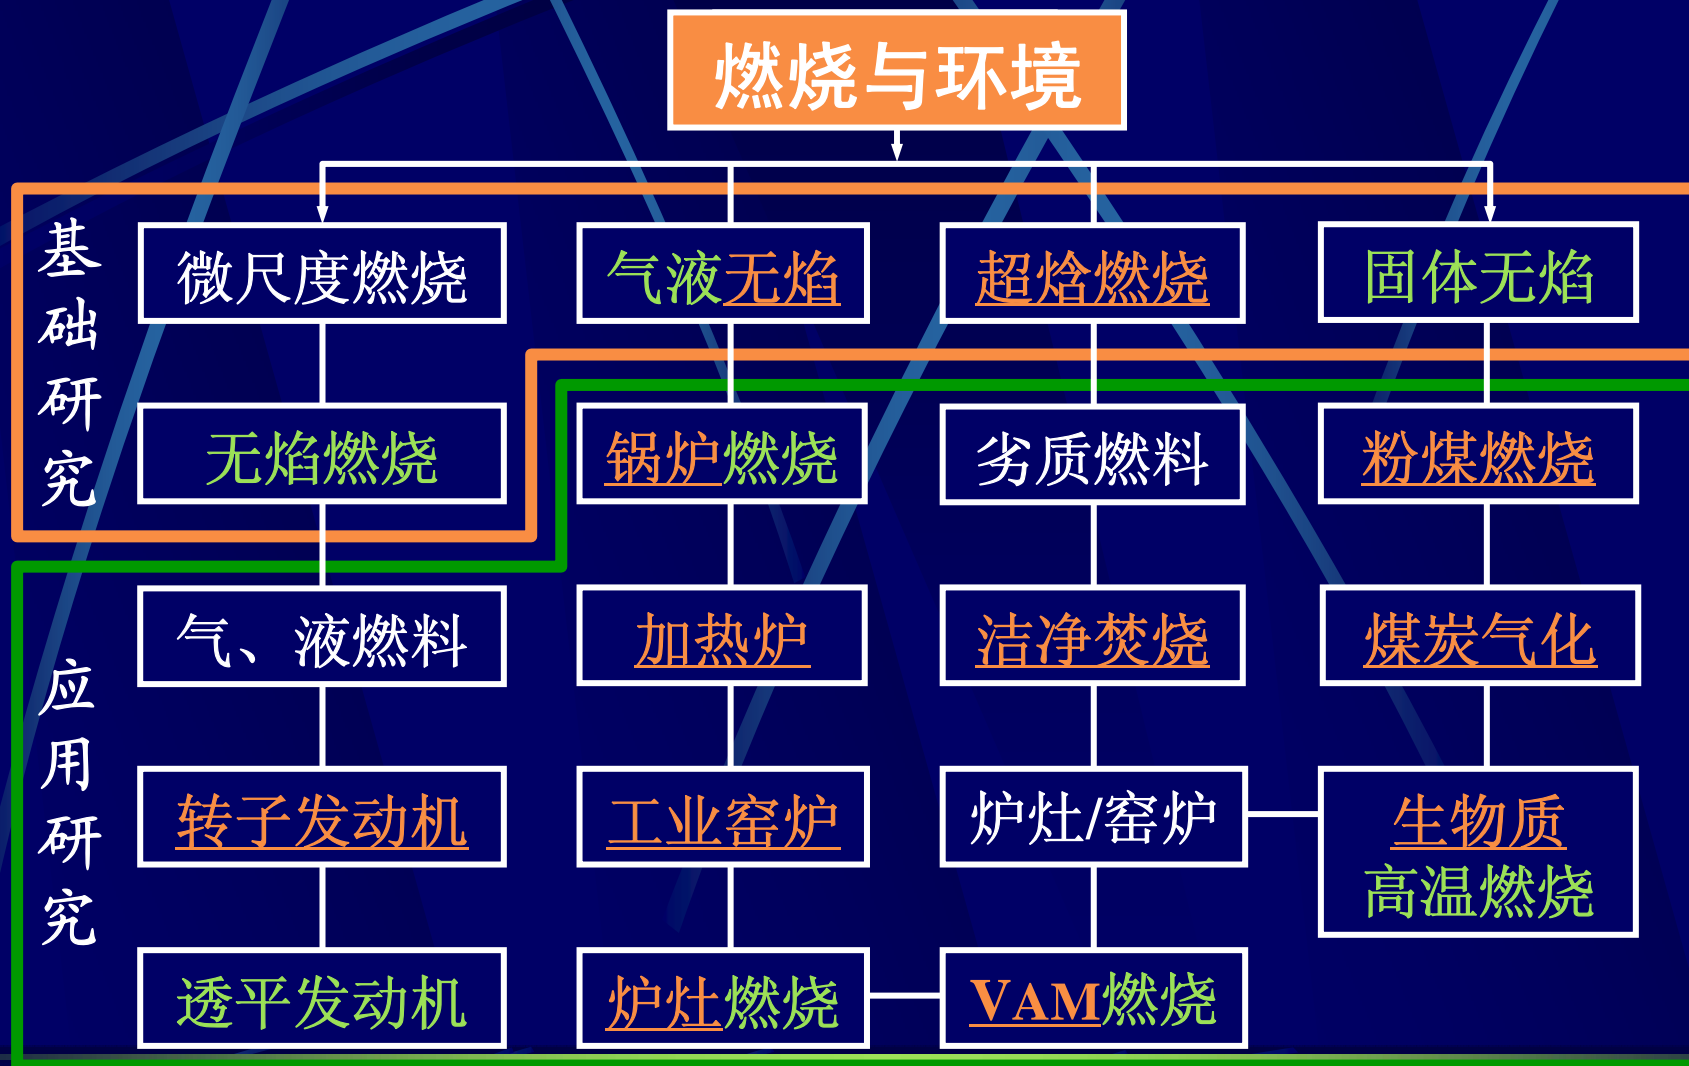 燃烧与环境
基础研究
微尺度燃烧
气液无焰
超焓燃烧
固体无焰
无焰燃烧
锅炉燃烧
劣质燃料
粉煤燃烧
应用研究
气、液燃料
加热炉
洁净焚烧
煤炭气化
转子发动机
工业窑炉
炉灶/窑炉
生物质
高温燃烧
透平发动机
炉灶燃烧
VAM燃烧